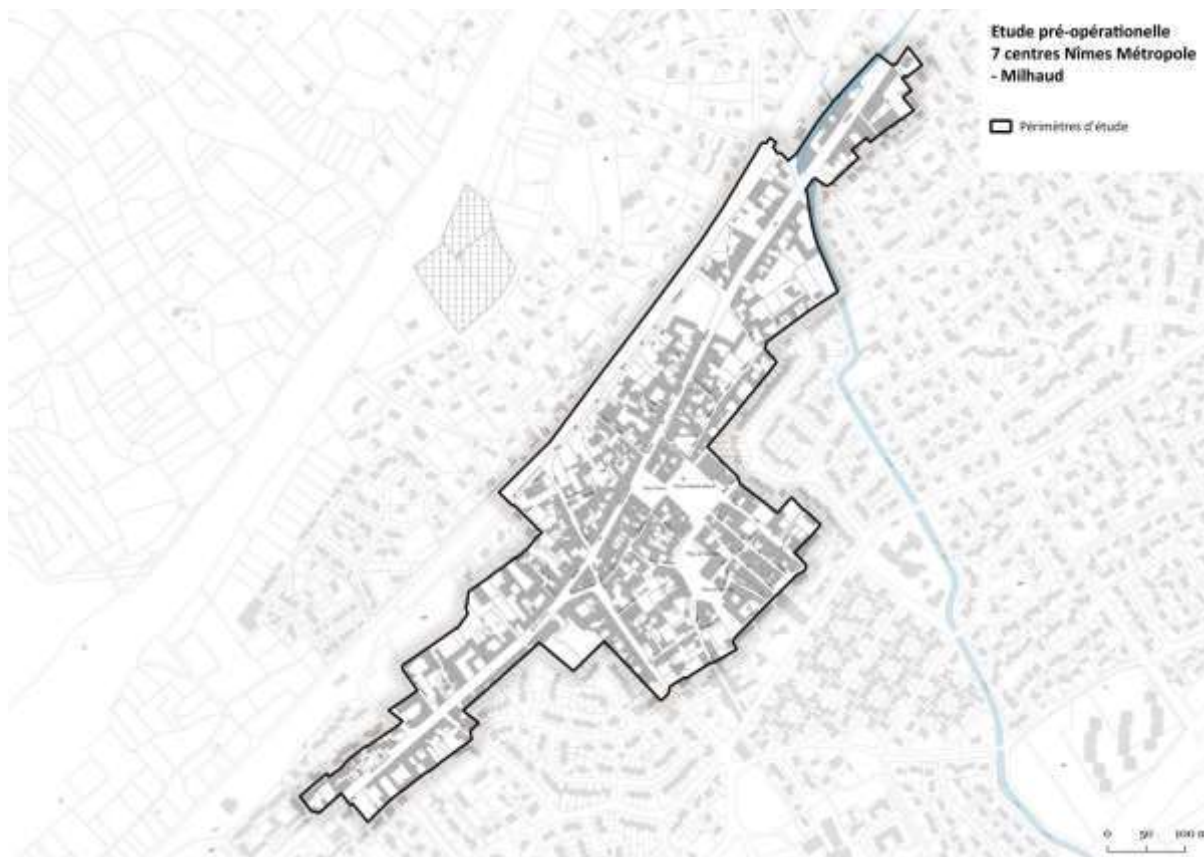 Etude pré-opérationelle
7 centres Nîmes Métropole
- Milhaud
Périmètres d'étude
0 50 100 m